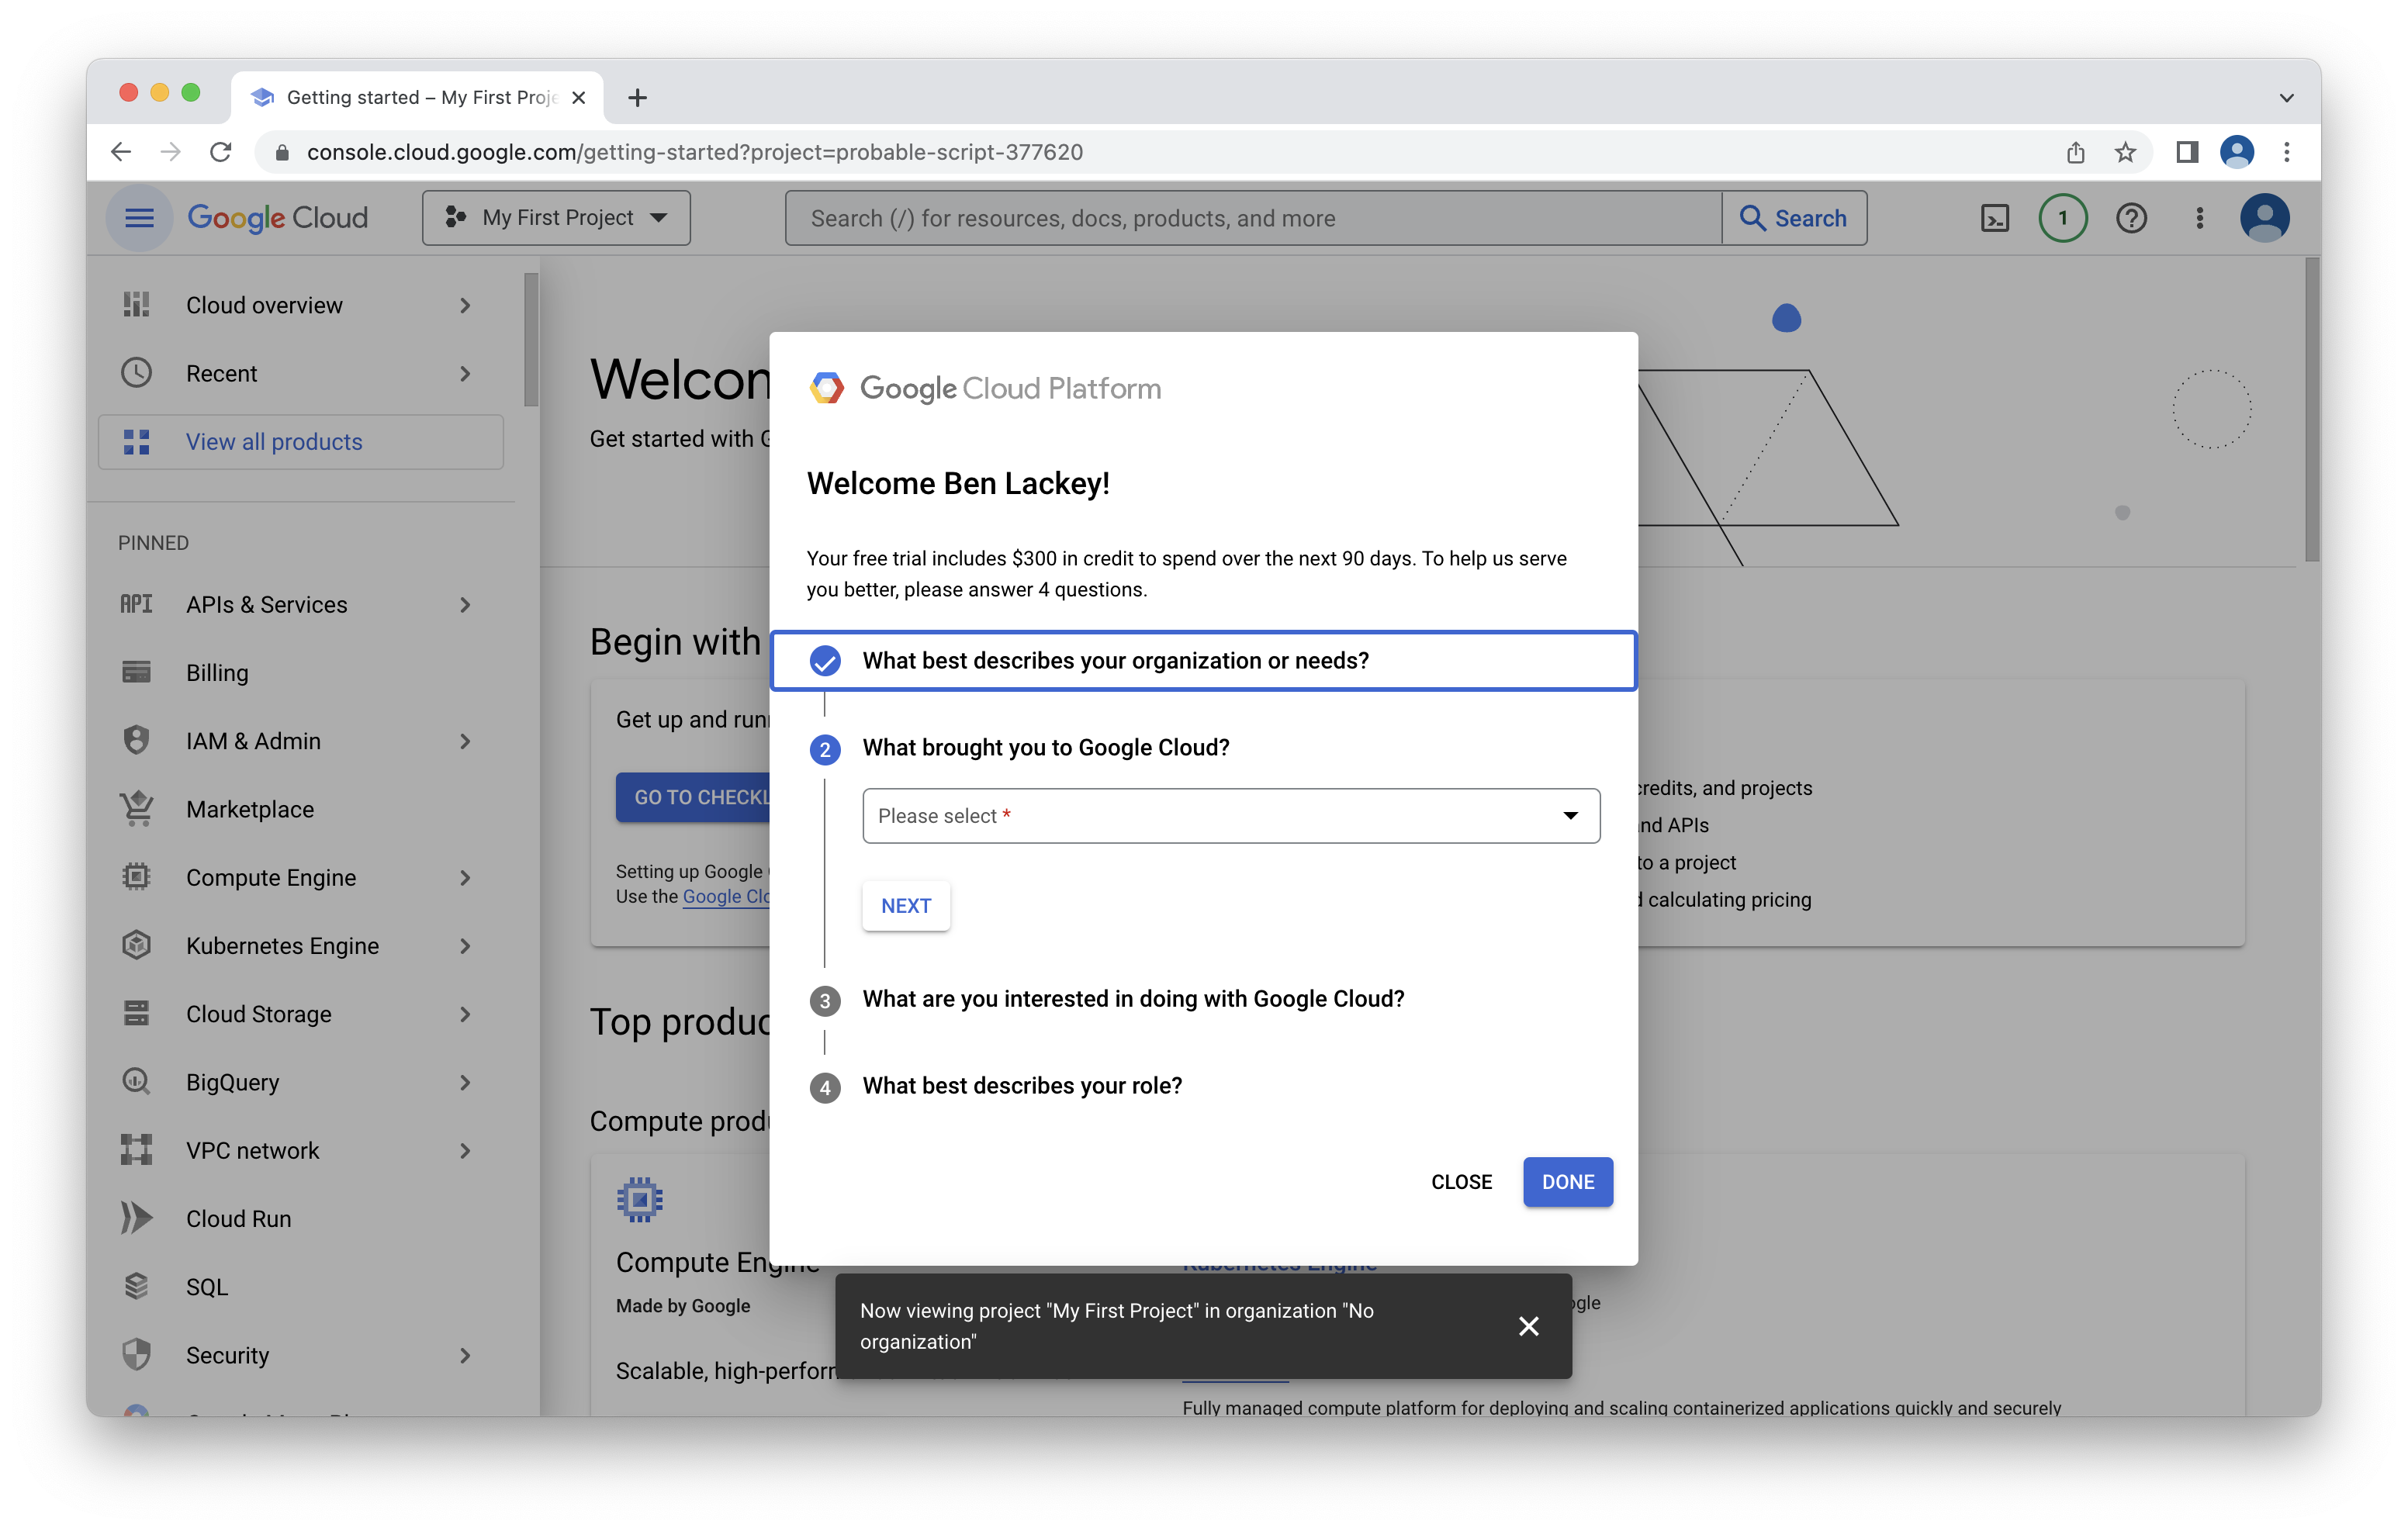 Getting started – My First Proje
console.cloud.google.com/getting-started?project=probable-script-377620
Google Cloud
My First Project
Search (/) for resources, docs, products, and more
Search
1
Cloud overview
Recent
View all products
PINNED
API
APIs & Services
Billing
IAM & Admin
Marketplace
Compute Engine
Kubernetes Engine
Cloud Storage
BigQuery
VPC network
Cloud Run
SQL
Security
Welcom
Get started with G
Begin with
Get up and runn
GO TO CHECKL
Setting up Google
Use the Google Clo
credits, and projects
nd APIs
to a project
d calculating pricing
Top produc
Compute produ
Compute Engine
Made by Google
Scalable, high-perform
Kubernetes Engine
ogle
Fully managed compute platform for deploying and scaling containerized applications quickly and securely
Google Cloud Platform
Welcome Ben Lackey!
Your free trial includes $300 in credit to spend over the next 90 days. To help us serve
you better, please answer 4 questions.
What best describes your organization or needs?
2 What brought you to Google Cloud?
Please select *
NEXT
3 What are you interested in doing with Google Cloud?
4 What best describes your role?
CLOSE
DONE
Now viewing project "My First Project" in organization "No
organization"